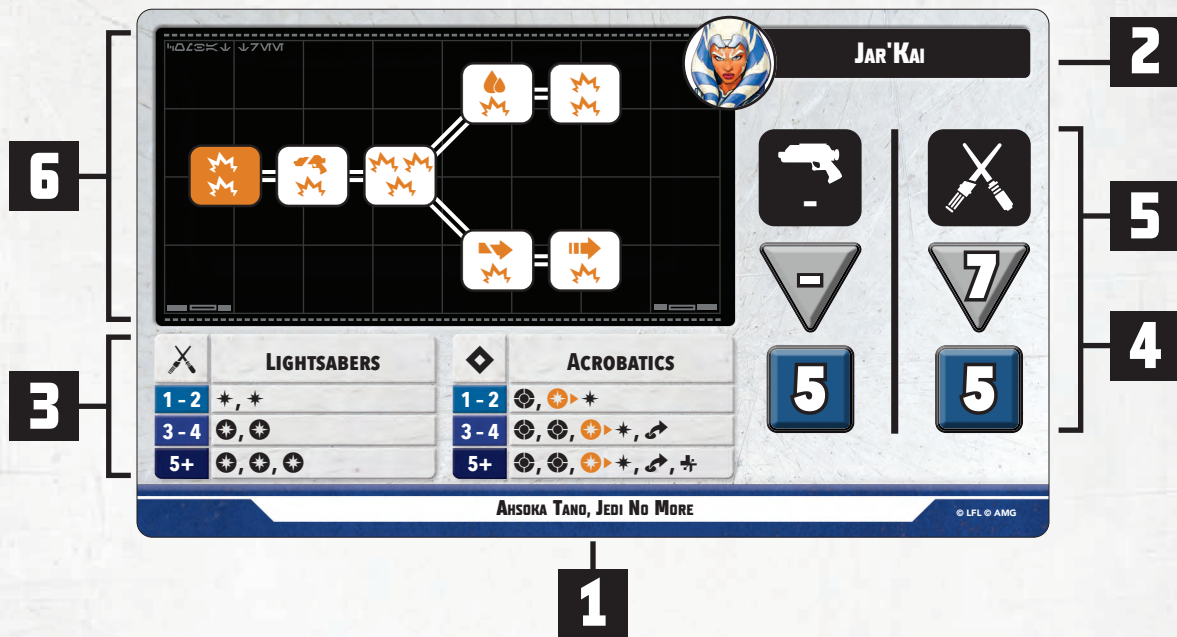 2
JAR'KAI
6
-
5
-
7
4
5
5
3
LIGHTSABERS
1 - 2
3 - 4
5+
ACROBATICS
1 - 2
3 - 4
5+
AHSOKA TANO, JEDI NO MORE
© LFL © AMG
1